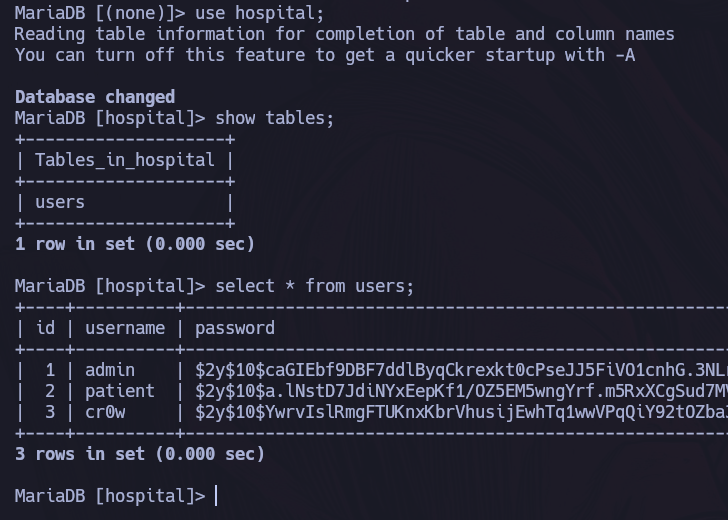 MariaDB [(none)]> use hospital;
Reading table information for completion of table and column names
You can turn off this feature to get a quicker startup with -A
Database changed
MariaDB [hospital]> show tables;
+--------------------+
| Tables_in_hospital |
+--------------------+
| users              |
+--------------------+
1 row in set (0.000 sec)
MariaDB [hospital]> select * from users;
+----+----------+------------------------------------------------------
| id | username | password
+----+----------+------------------------------------------------------
|  1 | admin    | $2y$10$caGIEbf9DBF7ddlByqCkrexkt0cPseJJ5FiVO1cnhG.3NL
|  2 | patient  | $2y$10$a.lNstD7JdiNYxEepKf1/OZ5EM5wngYrf.m5RxXCgSud7M
|  3 | cr0w     | $2y$10$YwrvIslRmgFTUKnxKbrVhusijEwhTq1wwVPqQiY92tOZba
+----+----------+------------------------------------------------------
3 rows in set (0.000 sec)
MariaDB [hospital]>